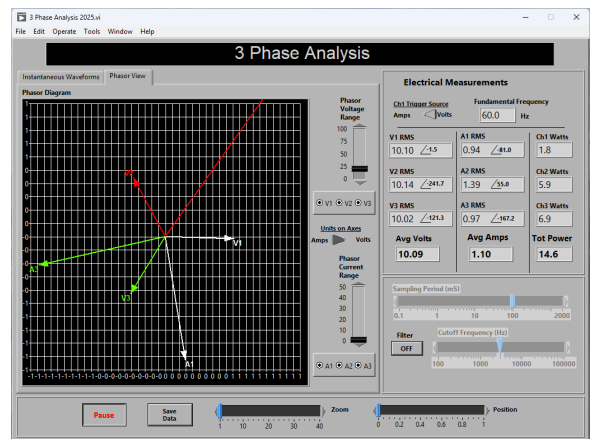 3 Phase Analysis 2025.vi
File Edit Operate Tools Window Help
3 Phase Analysis
Instantaneous Waveforms Phasor View
Phasor Diagram
V2
V1
A3
V3
A1
Phasor
Voltage
Range
100
75
50
25
0
V1 V2 V3
Units on Axes
Amps Volts
Phasor
Current
Range
50
40
30
20
10
0
A1 A2 A3
Electrical Measurements
Ch1 Trigger Source
Amps Volts
Fundamental Frequency
60.0 Hz
V1 RMS A1 RMS Ch1 Watts
10.10 -1.5 0.94 -81.0 1.8
V2 RMS A2 RMS Ch2 Watts
10.14 -241.7 1.39 55.0 5.9
V3 RMS A3 RMS Ch3 Watts
10.02 -121.3 0.97 -167.2 6.9
Avg Volts Avg Amps Tot Power
10.09 1.10 14.6
Sampling Period (mS)
0.1 1 10 100 2000
Filter
OFF
Cutoff Frequency (Hz)
100 1000 10000 100000
Pause
Save
Data
Zoom
1 10 20 30 40
Position
0 0.2 0.4 0.6 0.8 1